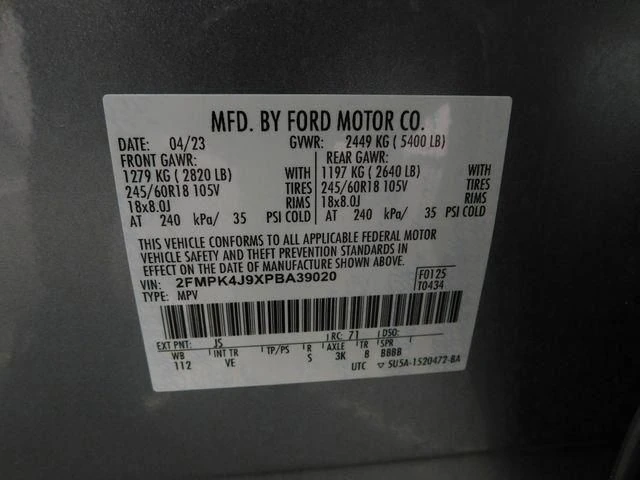 MFD. BY FORD MOTOR CO.
DATE: 04/23 GVWR: 2449 KG ( 5400 LB)
FRONT GAWR: REAR GAWR:
1279 KG ( 2820 LB) WITH 1197 KG ( 2640 LB) WITH
245/60R18 105V TIRES 245/60R18 105V TIRES
18x8.0J RIMS 18x8.0J RIMS
AT 240 kPa/ 35 PSI COLD AT 240 kPa/ 35 PSI COLD
THIS VEHICLE CONFORMS TO ALL APPLICABLE FEDERAL MOTOR
VEHICLE SAFETY AND THEFT PREVENTION STANDARDS IN
EFFECT ON THE DATE OF MANUFACTURE SHOWN ABOVE.
VIN: 2FMPK4J9XPBA39020 F0125
TYPE: MPV T0434
EXT PNT: JS RC: 71 DSO:
WB INT TR TP/PS R AXLE TR SPR
112 VE S 3K 8 BBBB
UTC ▽ 5U5A-1520472-BA